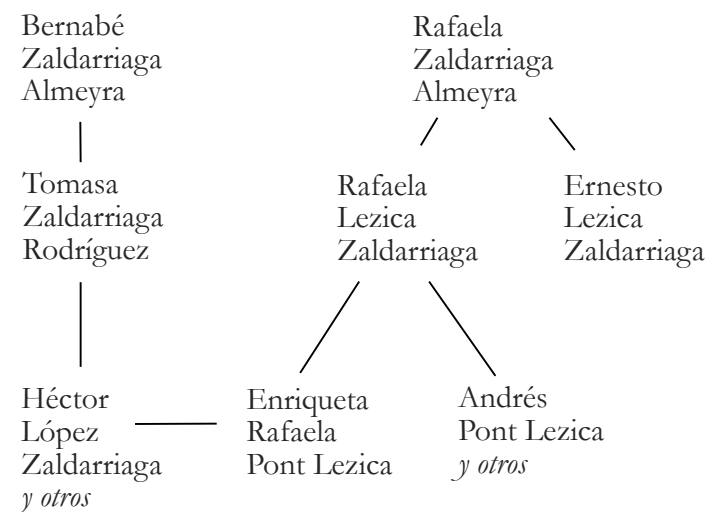 Bernabé
Zaldarriaga
Almeyra
Rafaela
Zaldarriaga
Almeyra
Tomasa
Zaldarriaga
Rodríguez
Rafaela
Lezica
Zaldarriaga
Ernesto
Lezica
Zaldarriaga
Héctor
López
Zaldarriaga
y otros
Enriqueta
Rafaela
Pont Lezica
Andrés
Pont Lezica
y otros